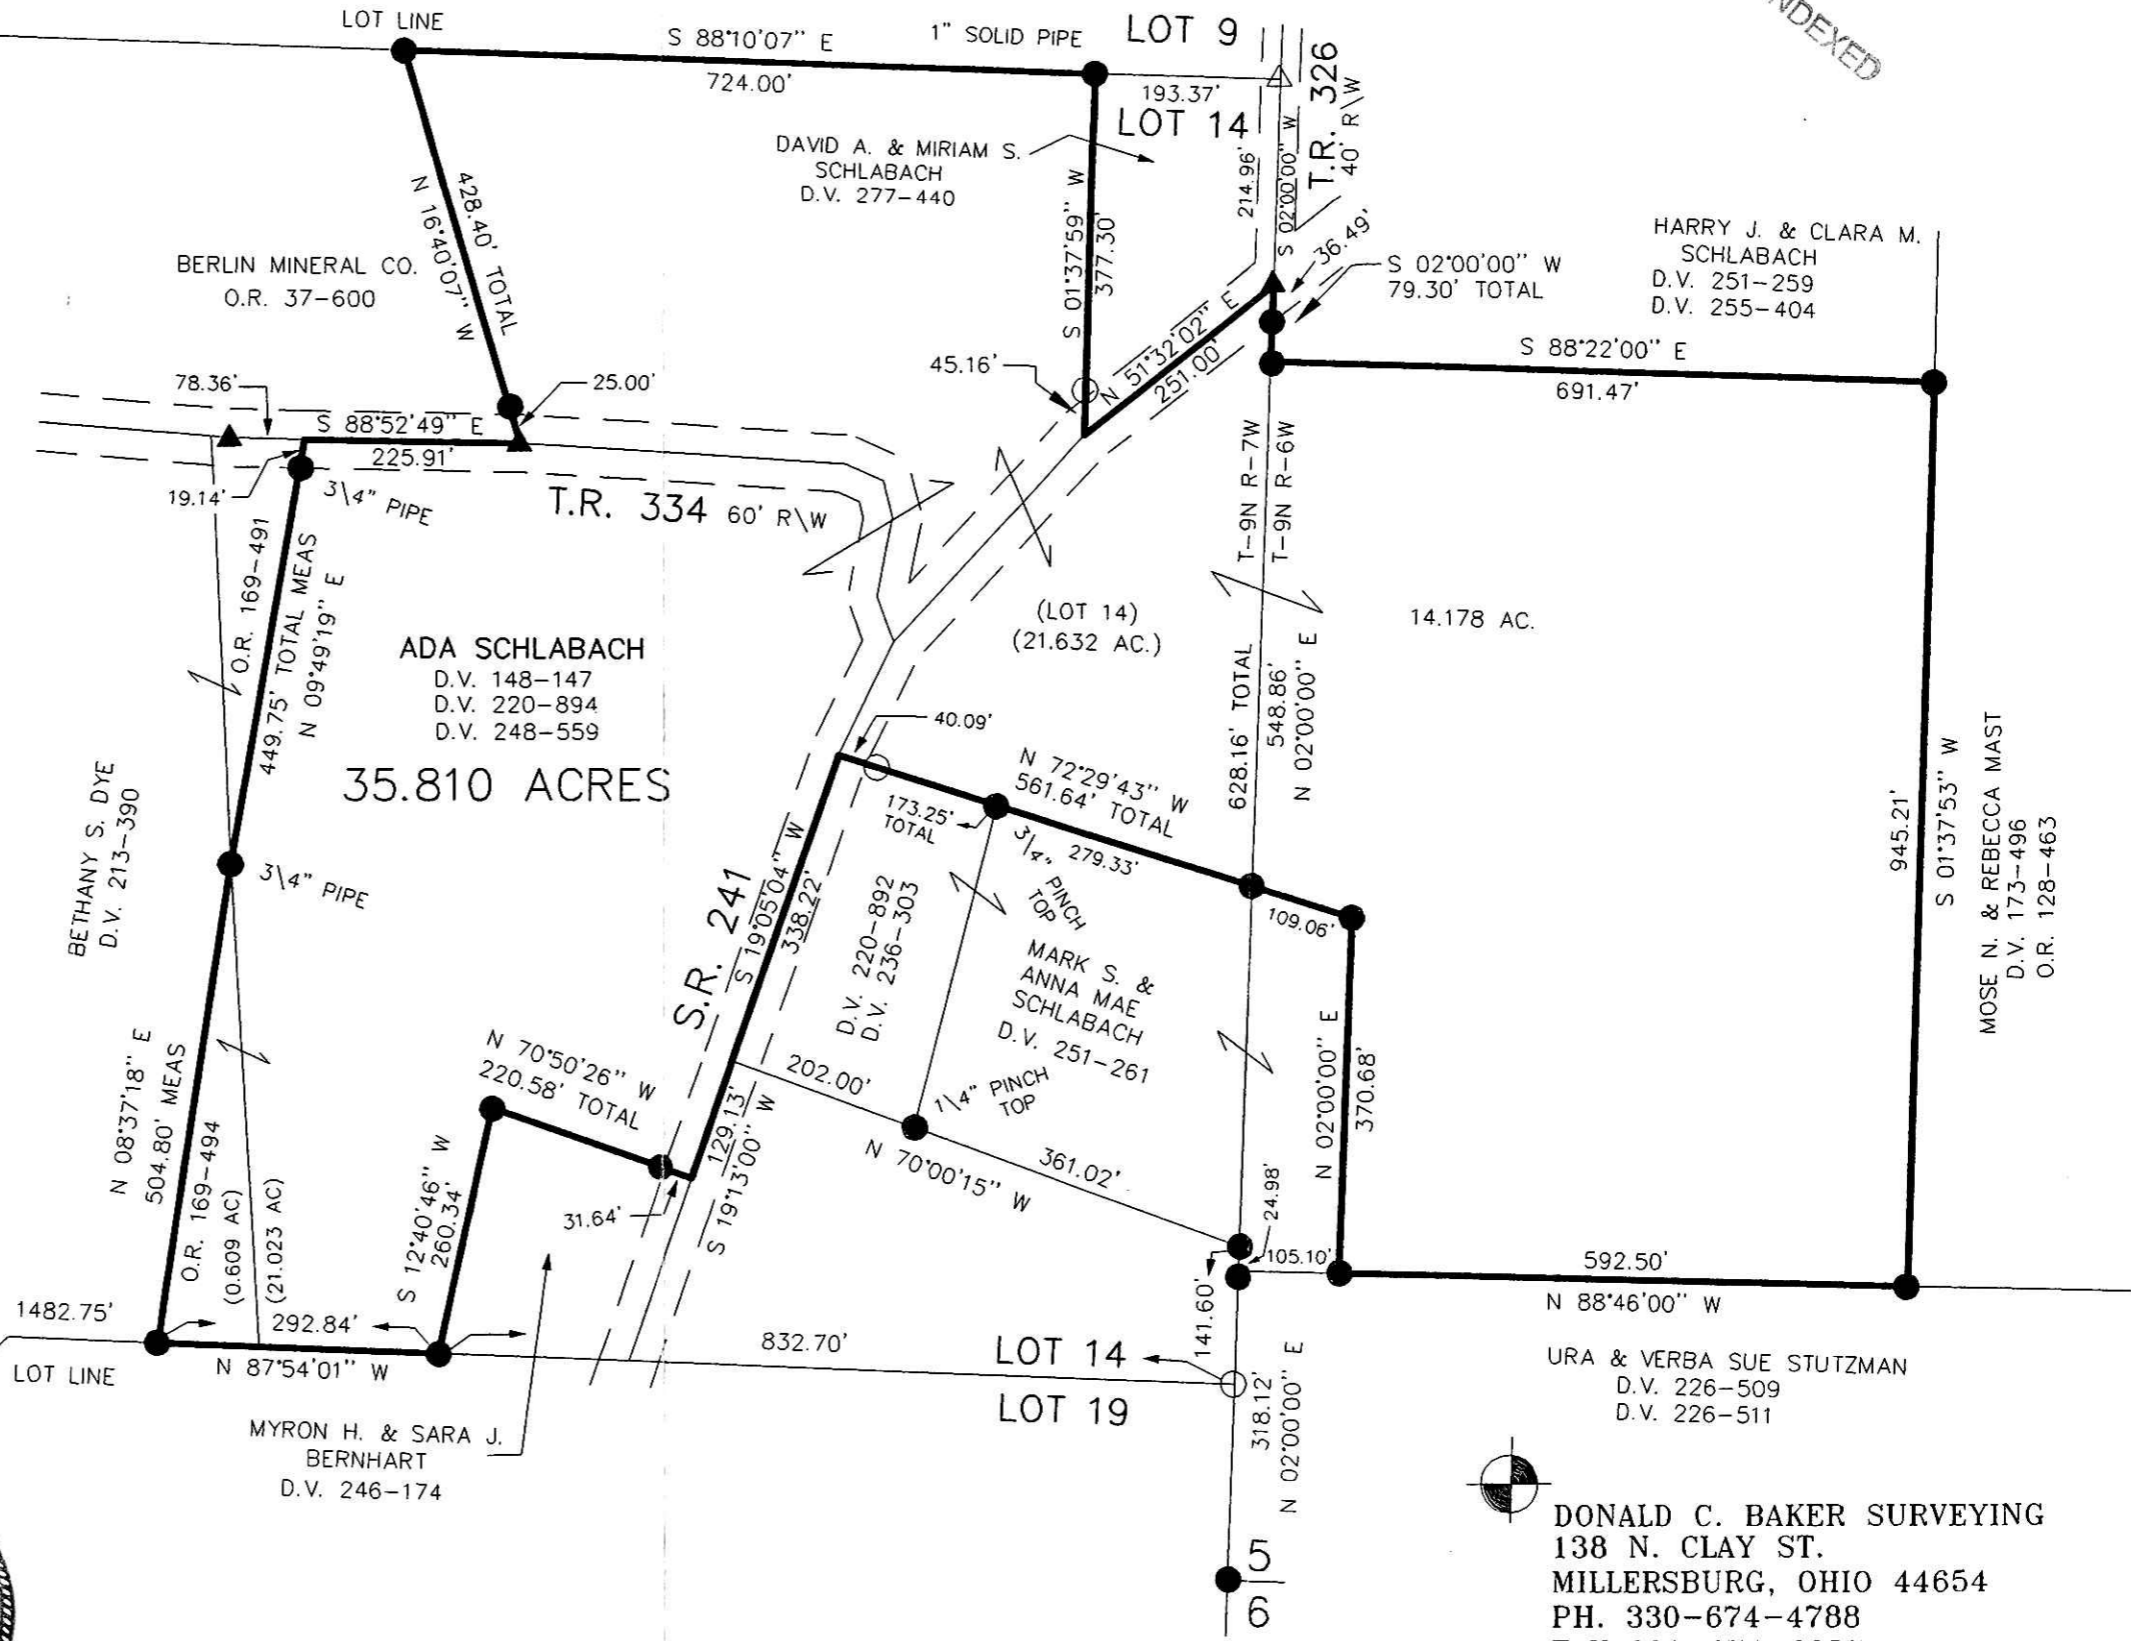 LOT LINE
S 88°10'07" E
724.00'
1" SOLID PIPE
LOT 9
193.37'
LOT 14
T.R. 326
40' R\W
NDEXED
DAVID A. & MIRIAM S.
SCHLABACH
D.V. 277-440
214.96'
S 02°00'00" W
36.49'
S 02°00'00" W
79.30' TOTAL
HARRY J. & CLARA M.
SCHLABACH
D.V. 251-259
D.V. 255-404
428.40' TOTAL
N 16°40'07" W
BERLIN MINERAL CO.
O.R. 37-600
S 01°37'59" W
377.30'
45.16'
N 51°32'02" E
251.00'
S 88°22'00" E
691.47'
78.36'
25.00'
S 88°52'49" E
225.91'
19.14'
3\4" PIPE
T.R. 334 60' R\W
T-9N R-7W
T-9N R-6W
O.R. 169-491
449.75' TOTAL MEAS
N 09°49'19" E
ADA SCHLABACH
D.V. 148-147
D.V. 220-894
D.V. 248-559
35.810 ACRES
(LOT 14)
(21.632 AC.)
14.178 AC.
628.16' TOTAL
548.86'
N 02°00'00" E
40.09'
N 72°29'43" W
561.64' TOTAL
173.25'
TOTAL
3/4" PINCH
TOP
279.33'
109.06'
BETHANY S. DYE
D.V. 213-390
3\4" PIPE
S.R. 241
S 19°05'04" W
338.22'
D.V. 220-892
D.V. 236-303
MARK S. &
ANNA MAE
SCHLABACH
D.V. 251-261
945.21'
S 01°37'53" W
MOSE N. & REBECCA MAST
D.V. 173-496
O.R. 128-463
N 08°37'18" E
504.80' MEAS
O.R. 169-494
(0.609 AC)
(21.023 AC)
N 70°50'26" W
220.58' TOTAL
S 12°40'46" W
260.34'
31.64'
129.13'
S 19°13'00" W
202.00'
1\4" PINCH
TOP
N 70°00'15" W
361.02'
N 02°00'00" E
370.68'
24.98'
105.10'
141.60'
592.50'
N 88°46'00" W
1482.75'
LOT LINE
292.84'
N 87°54'01" W
832.70'
LOT 14
LOT 19
318.12'
N 02°00'00" E
URA & VERBA SUE STUTZMAN
D.V. 226-509
D.V. 226-511
MYRON H. & SARA J.
BERNHART
D.V. 246-174
5
6
DONALD C. BAKER SURVEYING
138 N. CLAY ST.
MILLERSBURG, OHIO 44654
PH. 330-674-4788